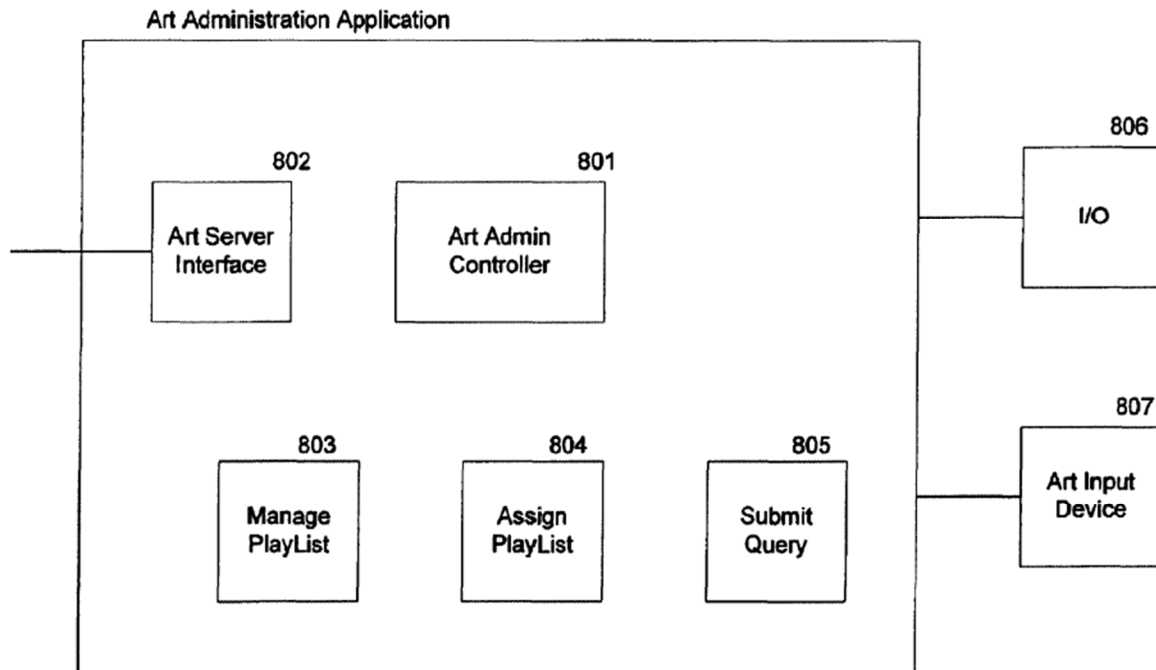 Art Administration Application
806
802
801
I/O
Art Server
Interface
Art Admin
Controller
807
803
804
805
Art Input
Device
Manage
PlayList
Assign
PlayList
Submit
Query